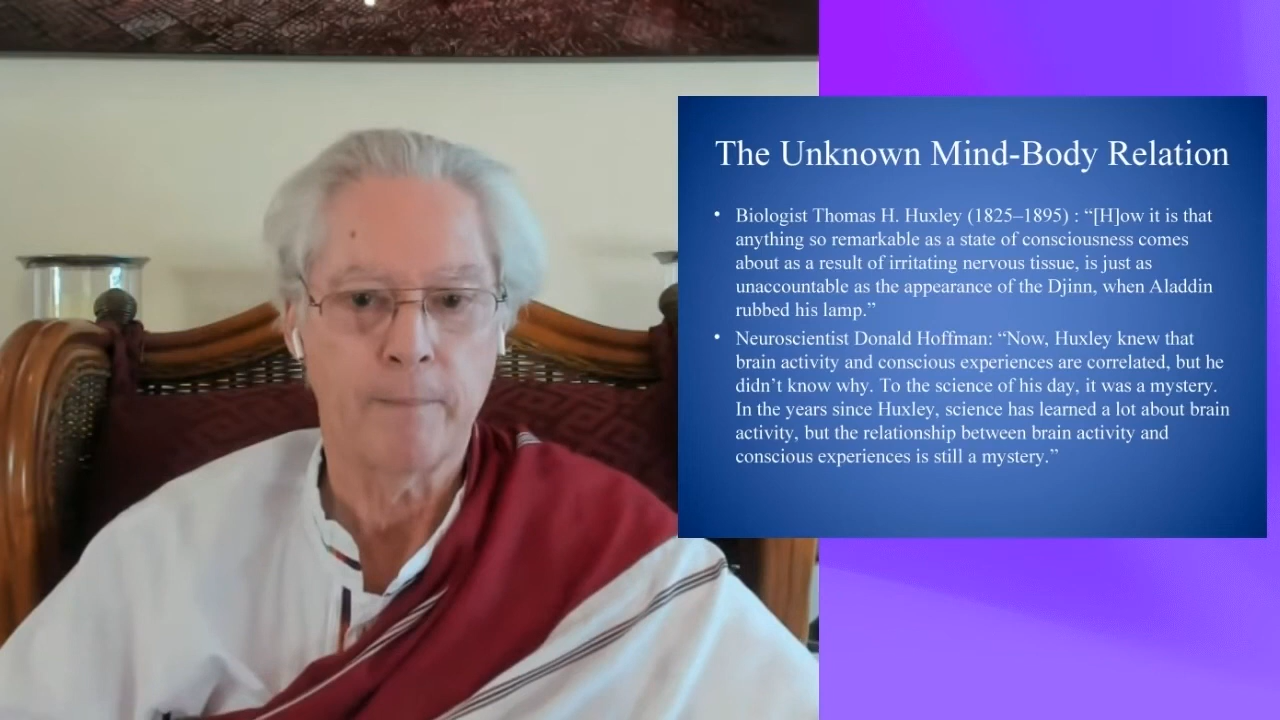 The Unknown Mind-Body Relation
• Biologist Thomas H. Huxley (1825–1895) : “[H]ow it is that
anything so remarkable as a state of consciousness comes
about as a result of irritating nervous tissue, is just as
unaccountable as the appearance of the Djinn, when Aladdin
rubbed his lamp.”
• Neuroscientist Donald Hoffman: “Now, Huxley knew that
brain activity and conscious experiences are correlated, but he
didn’t know why. To the science of his day, it was a mystery.
In the years since Huxley, science has learned a lot about brain
activity, but the relationship between brain activity and
conscious experiences is still a mystery.”